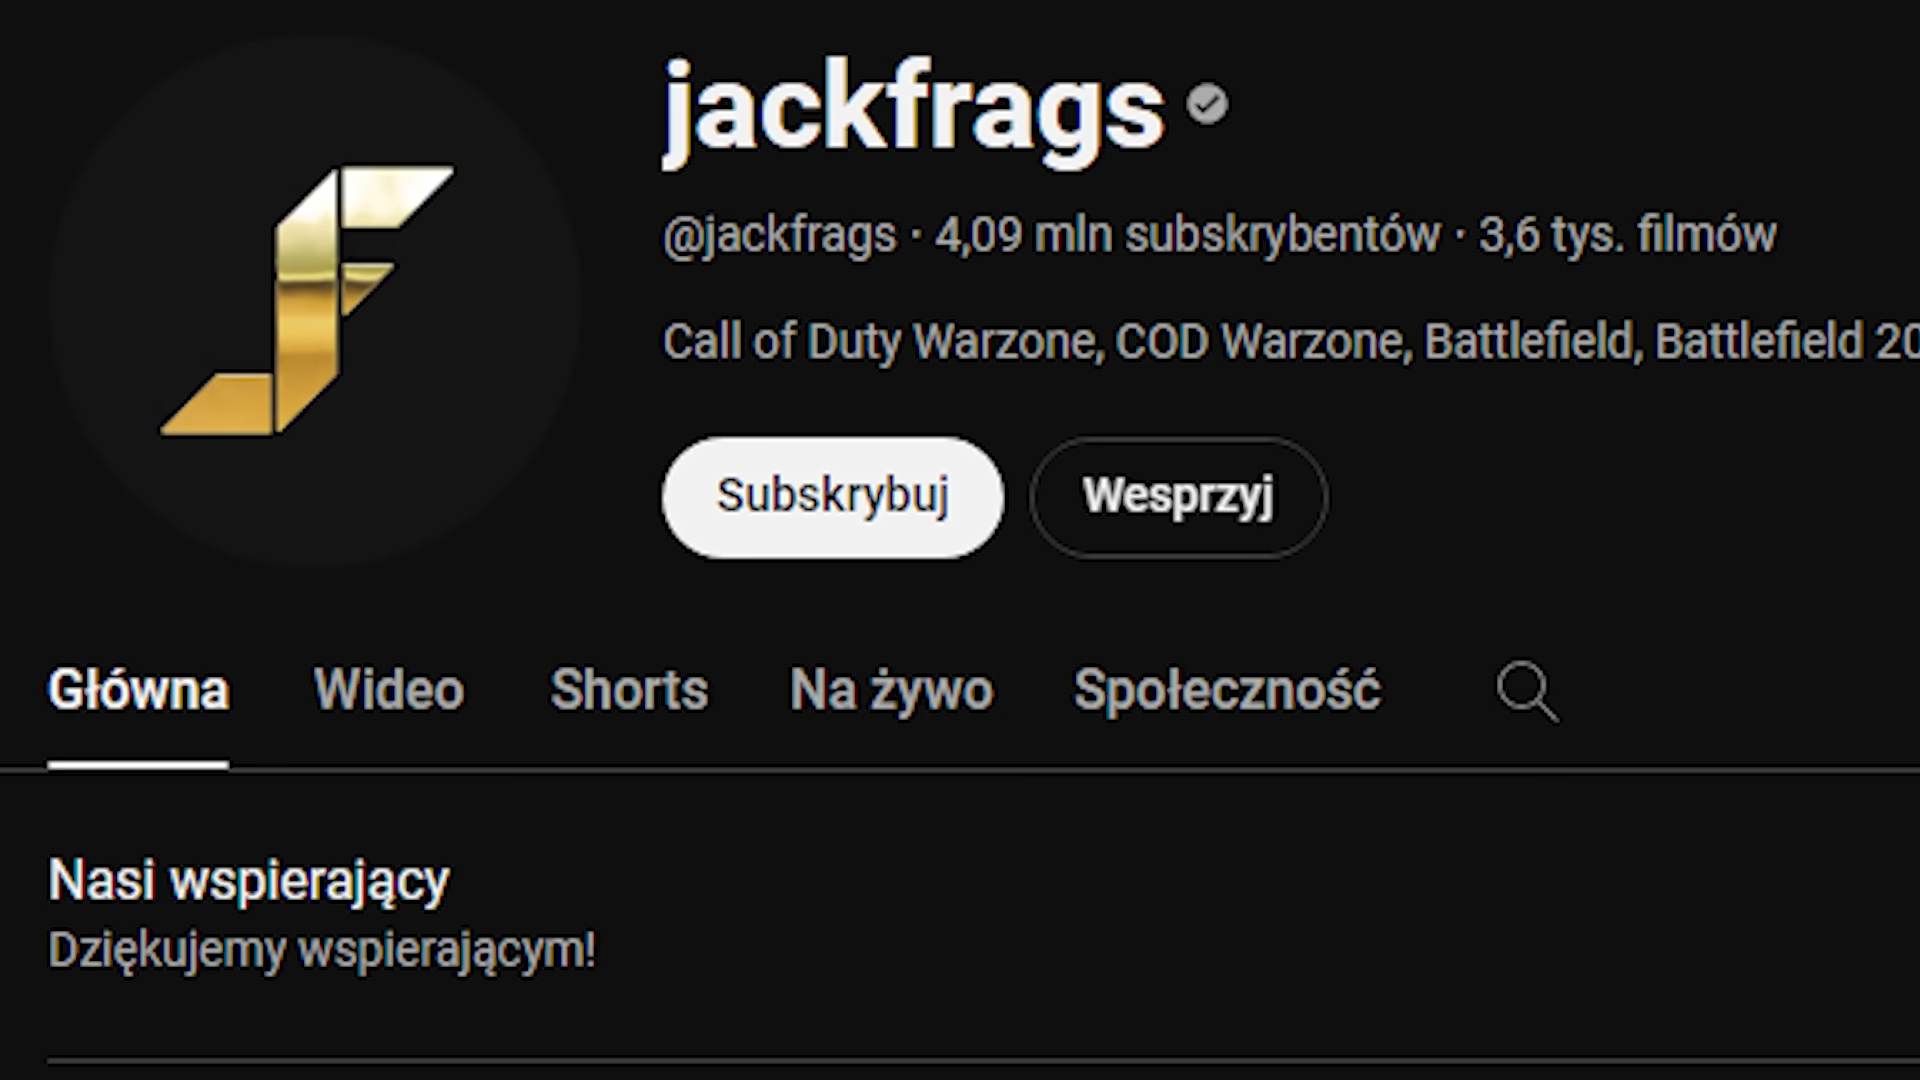 jackfrags
@jackfrags · 4,09 mln subskrybentów · 3,6 tys. filmów
Call of Duty Warzone, COD Warzone, Battlefield, Battlefield 20
Subskrybuj Wesprzyj
Główna Wideo Shorts Na żywo Społeczność
Nasi wspierający
Dziękujemy wspierającym!